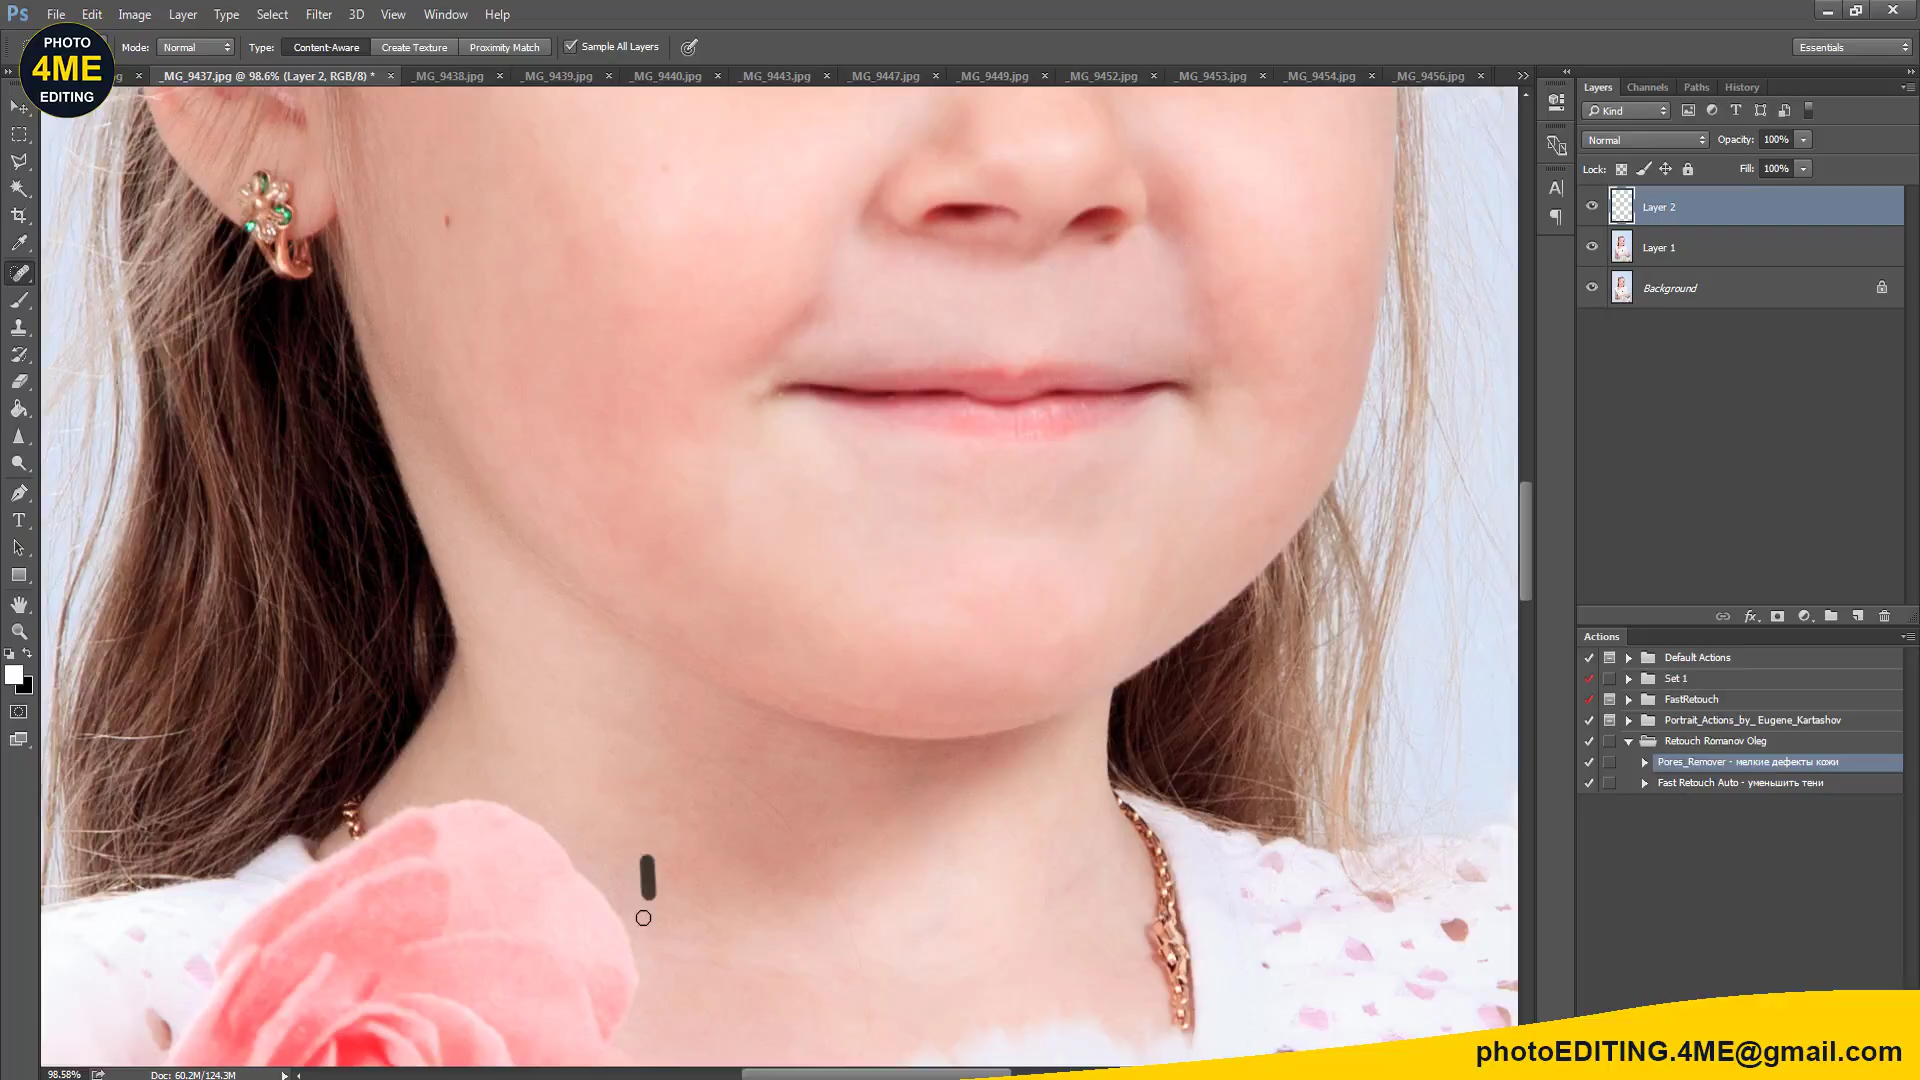 Ps File Edit Image Layer Type Select Filter 3D View Window Help
PHOTO
4ME
EDITING
Mode: Normal Type: Content-Aware Create Texture Proximity Match Sample All Layers Essentials
_MG_9437.jpg @ 98.6% (Layer 2, RGB/8) * _MG_9438.jpg _MG_9439.jpg _MG_9440.jpg _MG_9443.jpg _MG_9447.jpg _MG_9449.jpg _MG_9452.jpg _MG_9453.jpg _MG_9454.jpg _MG_9456.jpg
Layers Channels Paths History
Kind
Normal Opacity: 100%
Lock: Fill: 100%
Layer 2
Layer 1
Background
Actions
Default Actions
Set 1
FastRetouch
Portrait_Actions_by_ Eugene_Kartashov
Retouch Romanov Oleg
Pores_Remover - мелкие дефекты кожи
Fast Retouch Auto - уменьшить тени
photoEDITING.4ME@gmail.com
98.58% Doc: 60.2M/124.3M